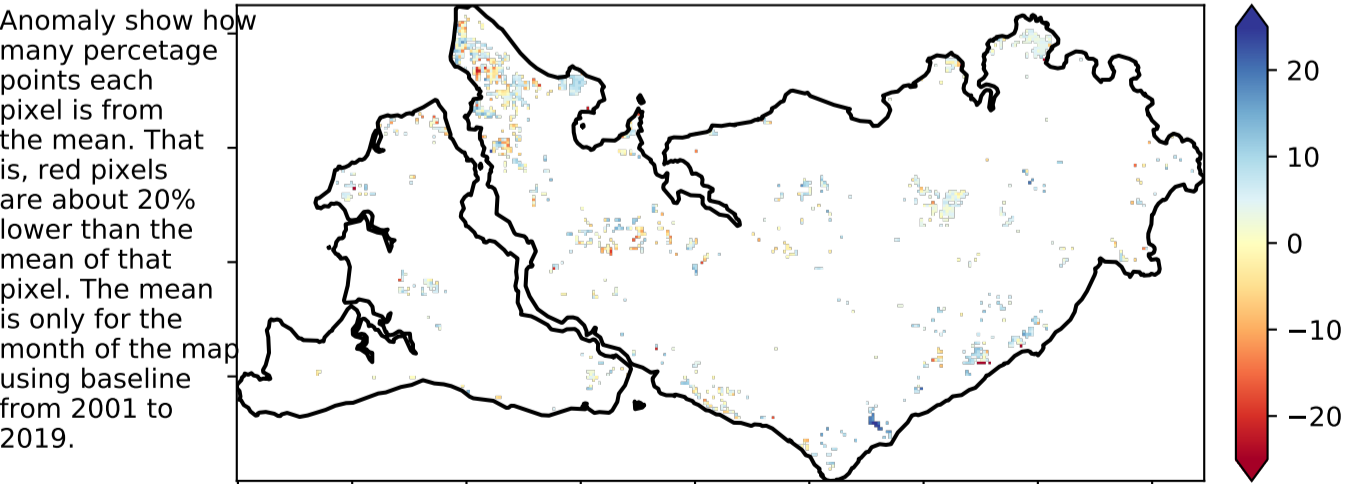 Anomaly show how
many percetage
points each
pixel is from
the mean. That
is, red pixels
are about 20%
lower than the
mean of that
pixel. The mean
is only for the
month of the map
using baseline
from 2001 to
2019.
20
10
0
−10
−20